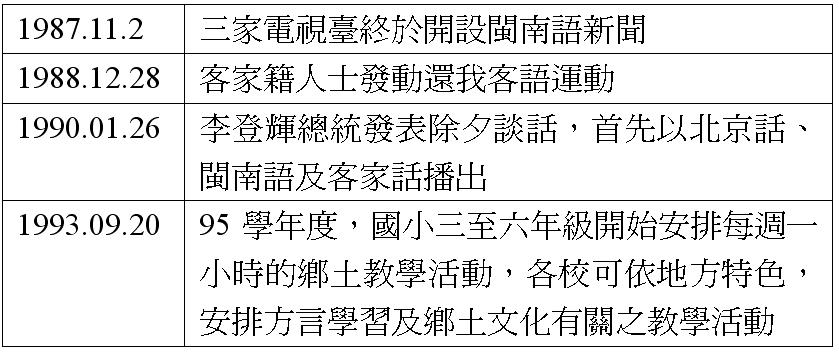 1987.11.2 三家電視臺終於開設閩南語新聞
1988.12.28 客家籍人士發動還我客語運動
1990.01.26 李登輝總統發表除夕談話，首先以北京話、
閩南語及客家話播出
1993.09.20 95 學年度，國小三至六年級開始安排每週一
小時的鄉土教學活動，各校可依地方特色，
安排方言學習及鄉土文化有關之教學活動